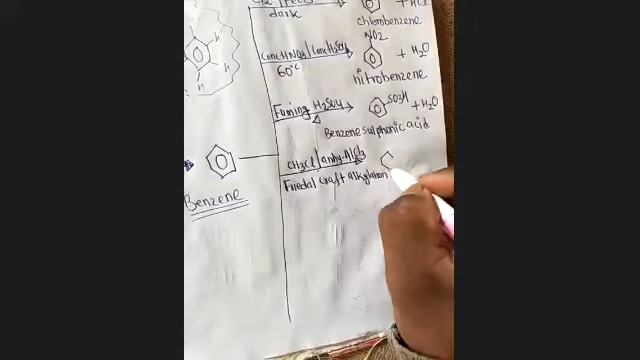 dark
chlorobenzene
NO2
Conc.HNO3/Conc.H2SO4
+ H2O
60°C
nitrobenzene
H
H
Fuming H2SO4
SO3H
+H2O
△
Benzene sulphonic acid
CH3Cl/anhy.AlCl3
Friedal craft alkylation
Benzene